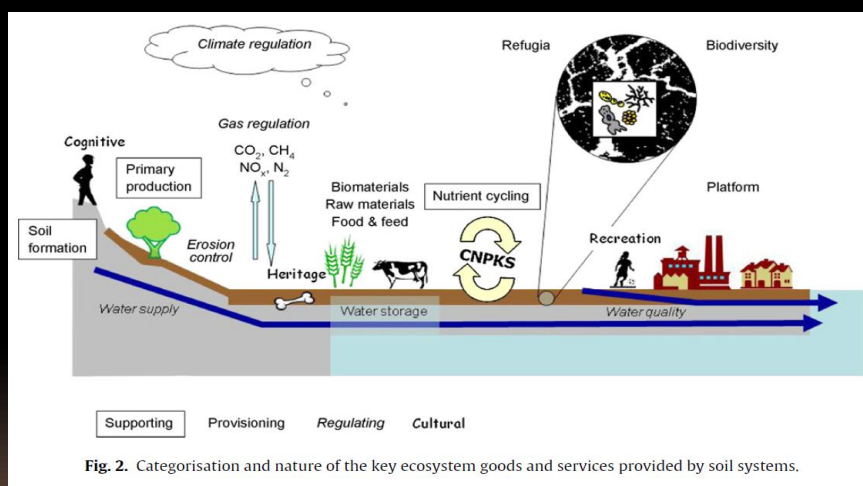 Climate regulation
Refugia
Biodiversity
Gas regulation
Cognitive
CO₂, CH₄
NOₓ, N₂
Primary
production
Biomaterials
Raw materials
Food & feed
Nutrient cycling
Platform
Soil
formation
Erosion
control
Heritage
CNPKS
Recreation
Water supply
Water storage
Water quality
Supporting
Provisioning
Regulating
Cultural
Fig. 2. Categorisation and nature of the key ecosystem goods and services provided by soil systems.